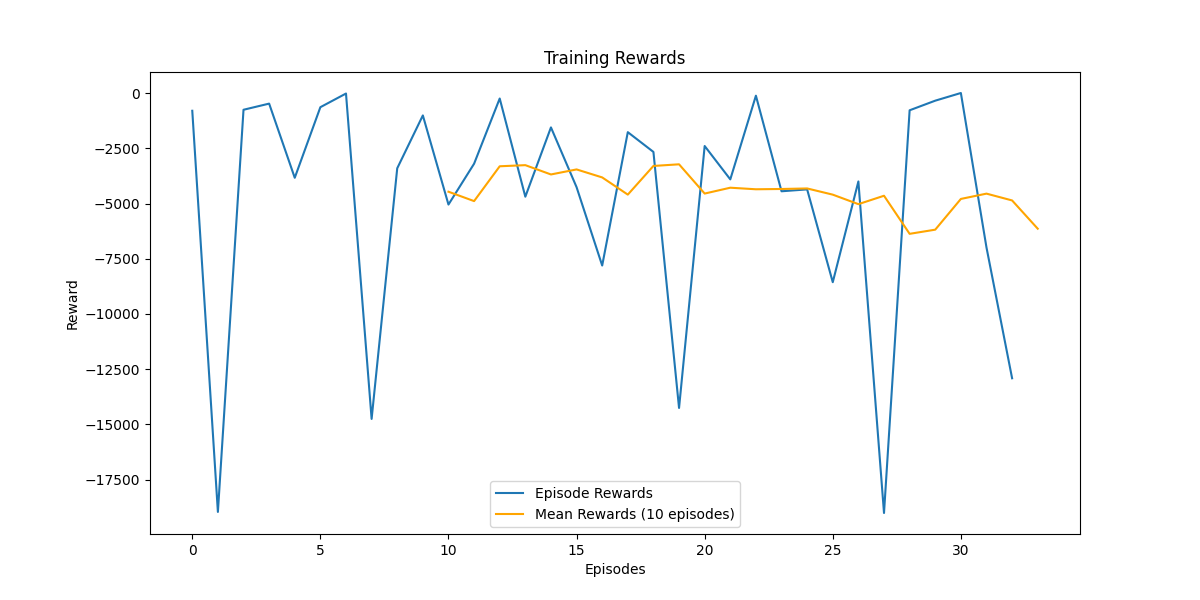 Training Rewards
Reward
0
−2500
−5000
−7500
−10000
−12500
−15000
−17500
Episode Rewards
Mean Rewards (10 episodes)
0 5 10 15 20 25 30
Episodes